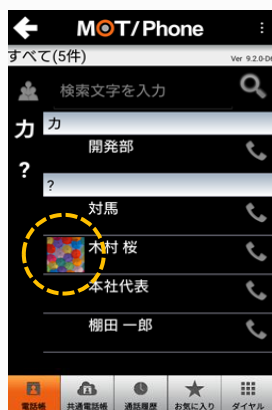 MOT/Phone
すべて(5件)
Ver 9.2.0-D
検索文字を入力
カ
カ
開発部
?
?
対馬
木村 桜
本社代表
棚田 一郎
電話帳 共通電話帳 通話履歴 お気に入り ダイヤル